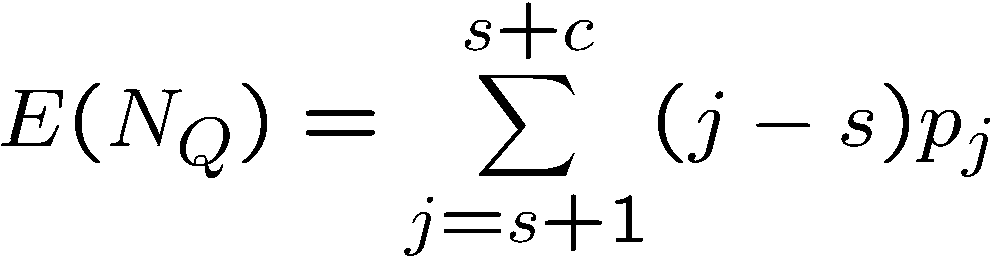 E(N_Q) = \sum_{j=s+1}^{s+c} (j - s)p_j